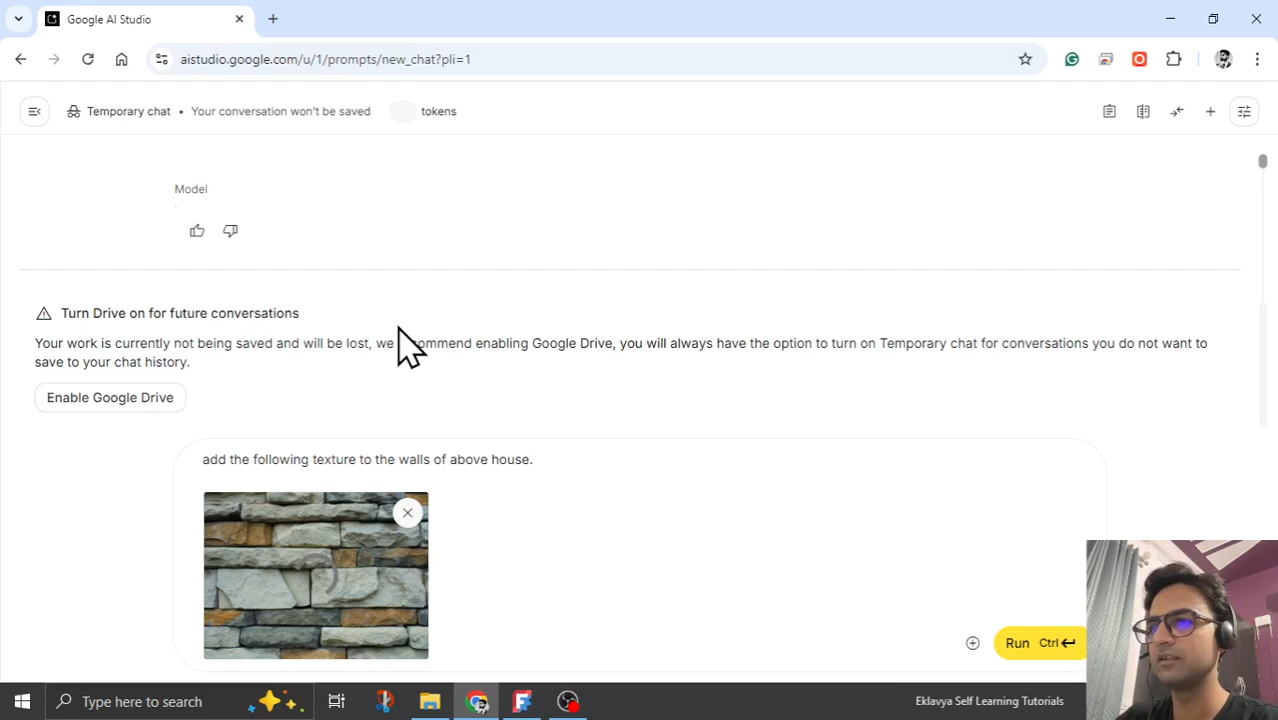 Google AI Studio
aistudio.google.com/u/1/prompts/new_chat?pli=1
Temporary chat • Your conversation won't be saved
tokens
Model
Turn Drive on for future conversations
Your work is currently not being saved and will be lost, we commend enabling Google Drive, you will always have the option to turn on Temporary chat for conversations you do not want to
save to your chat history.
Enable Google Drive
add the following texture to the walls of above house.
Run Ctrl
Type here to search
Eklavya Self Learning Tutorials